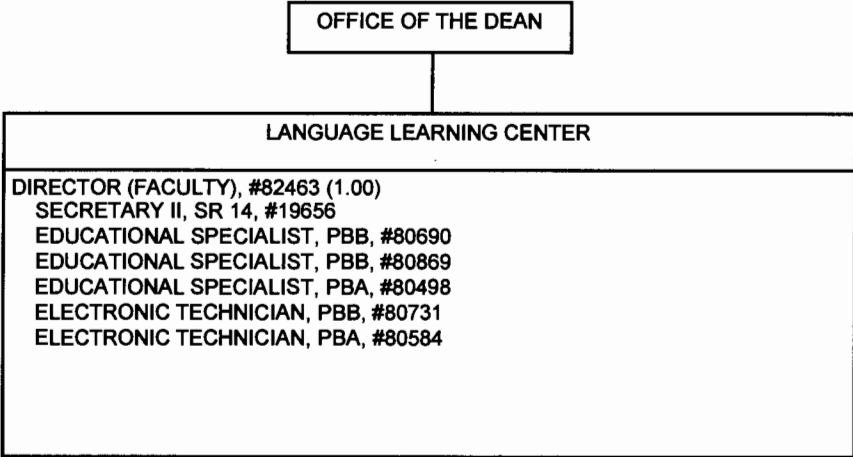 OFFICE OF THE DEAN
LANGUAGE LEARNING CENTER
DIRECTOR (FACULTY), #82463 (1.00)
SECRETARY II, SR 14, #19656
EDUCATIONAL SPECIALIST, PBB, #80690
EDUCATIONAL SPECIALIST, PBB, #80869
EDUCATIONAL SPECIALIST, PBA, #80498
ELECTRONIC TECHNICIAN, PBB, #80731
ELECTRONIC TECHNICIAN, PBA, #80584